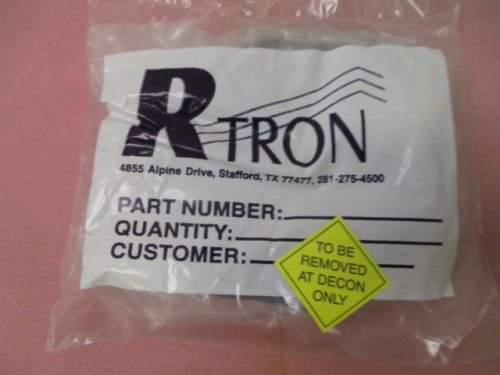 RTRON
4855 Alpine Drive, Stafford, TX 77477, 281-275-4500
PART NUMBER:
QUANTITY:
CUSTOMER:
TO BE
REMOVED
AT DECON
ONLY